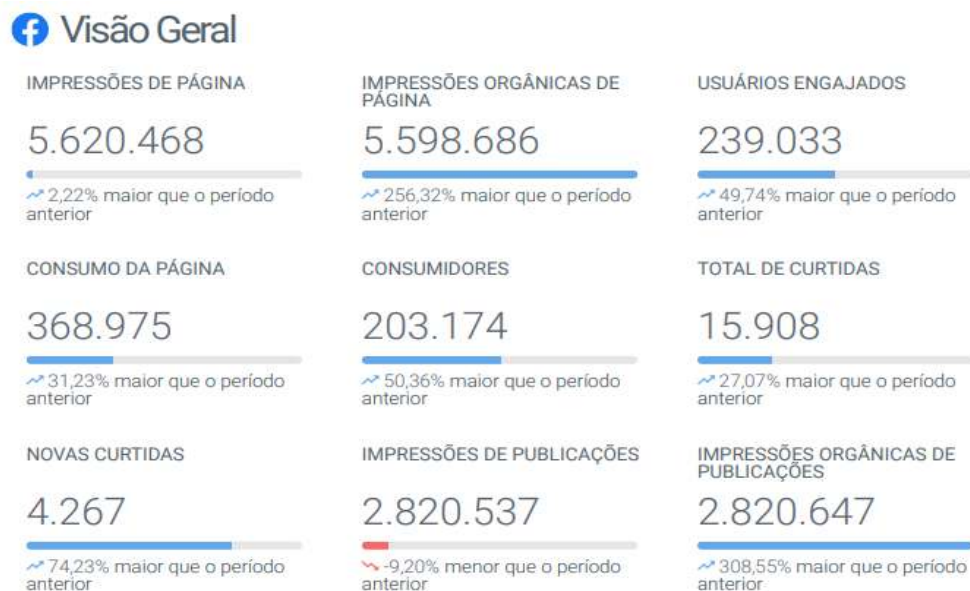 Visão Geral
IMPRESSÕES DE PÁGINA
5.620.468
2,22% maior que o período
anterior
IMPRESSÕES ORGÂNICAS DE
PÁGINA
5.598.686
256,32% maior que o período
anterior
USUÁRIOS ENGAJADOS
239.033
49,74% maior que o período
anterior
CONSUMO DA PÁGINA
368.975
31,23% maior que o período
anterior
CONSUMIDORES
203.174
50,36% maior que o período
anterior
TOTAL DE CURTIDAS
15.908
27,07% maior que o período
anterior
NOVAS CURTIDAS
4.267
74,23% maior que o período
anterior
IMPRESSÕES DE PUBLICAÇÕES
2.820.537
-9,20% menor que o período
anterior
IMPRESSÕES ORGÂNICAS DE
PUBLICAÇÕES
2.820.647
308,55% maior que o período
anterior